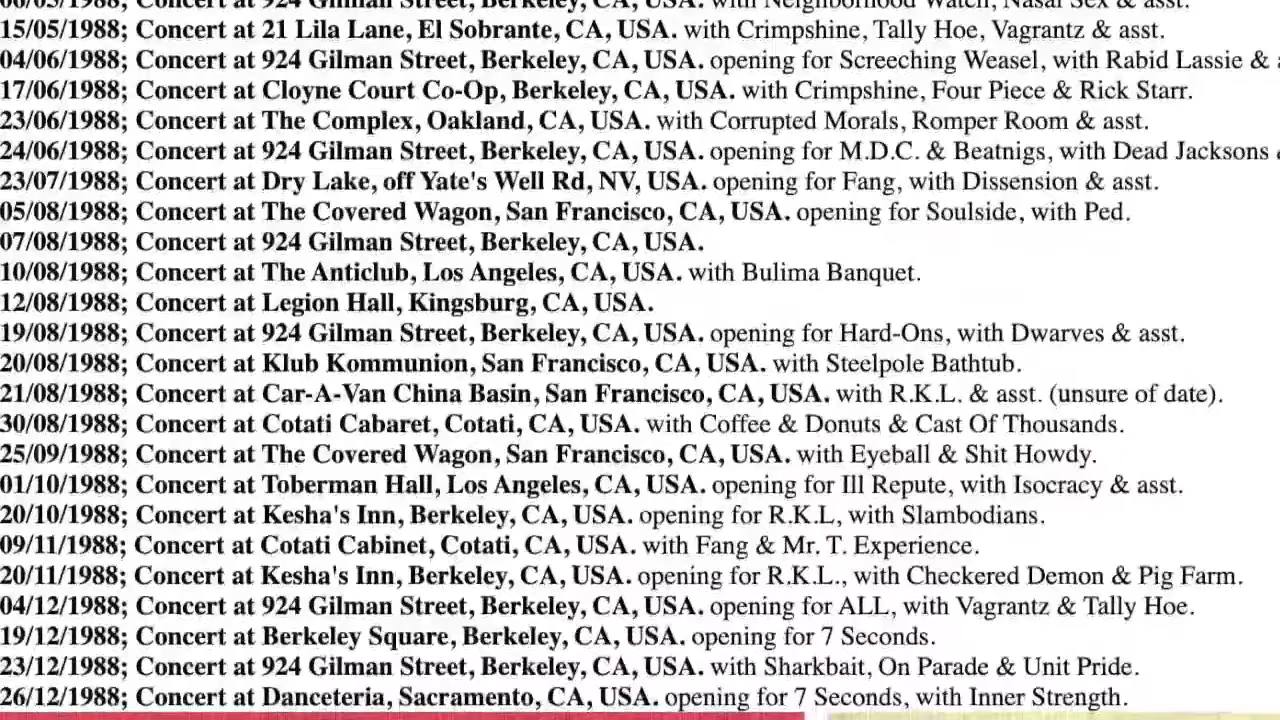 06/05/1988; Concert at 924 Gilman Street, Berkeley, CA, USA. with Neighborhood Watch, Nasal Sex & asst.
15/05/1988; Concert at 21 Lila Lane, El Sobrante, CA, USA. with Crimpshine, Tally Hoe, Vagrantz & asst.
04/06/1988; Concert at 924 Gilman Street, Berkeley, CA, USA. opening for Screeching Weasel, with Rabid Lassie &
17/06/1988; Concert at Cloyne Court Co-Op, Berkeley, CA, USA. with Crimpshine, Four Piece & Rick Starr.
23/06/1988; Concert at The Complex, Oakland, CA, USA. with Corrupted Morals, Romper Room & asst.
24/06/1988; Concert at 924 Gilman Street, Berkeley, CA, USA. opening for M.D.C. & Beatnigs, with Dead Jacksons
23/07/1988; Concert at Dry Lake, off Yate's Well Rd, NV, USA. opening for Fang, with Dissension & asst.
05/08/1988; Concert at The Covered Wagon, San Francisco, CA, USA. opening for Soulside, with Ped.
07/08/1988; Concert at 924 Gilman Street, Berkeley, CA, USA.
10/08/1988; Concert at The Anticlub, Los Angeles, CA, USA. with Bulima Banquet.
12/08/1988; Concert at Legion Hall, Kingsburg, CA, USA.
19/08/1988; Concert at 924 Gilman Street, Berkeley, CA, USA. opening for Hard-Ons, with Dwarves & asst.
20/08/1988; Concert at Klub Kommunion, San Francisco, CA, USA. with Steelpole Bathtub.
21/08/1988; Concert at Car-A-Van China Basin, San Francisco, CA, USA. with R.K.L. & asst. (unsure of date).
30/08/1988; Concert at Cotati Cabaret, Cotati, CA, USA. with Coffee & Donuts & Cast Of Thousands.
25/09/1988; Concert at The Covered Wagon, San Francisco, CA, USA. with Eyeball & Shit Howdy.
01/10/1988; Concert at Toberman Hall, Los Angeles, CA, USA. opening for Ill Repute, with Isocracy & asst.
20/10/1988; Concert at Kesha's Inn, Berkeley, CA, USA. opening for R.K.L, with Slambodians.
09/11/1988; Concert at Cotati Cabinet, Cotati, CA, USA. with Fang & Mr. T. Experience.
20/11/1988; Concert at Kesha's Inn, Berkeley, CA, USA. opening for R.K.L., with Checkered Demon & Pig Farm.
04/12/1988; Concert at 924 Gilman Street, Berkeley, CA, USA. opening for ALL, with Vagrantz & Tally Hoe.
19/12/1988; Concert at Berkeley Square, Berkeley, CA, USA. opening for 7 Seconds.
23/12/1988; Concert at 924 Gilman Street, Berkeley, CA, USA. with Sharkbait, On Parade & Unit Pride.
26/12/1988; Concert at Danceteria, Sacramento, CA, USA. opening for 7 Seconds, with Inner Strength.